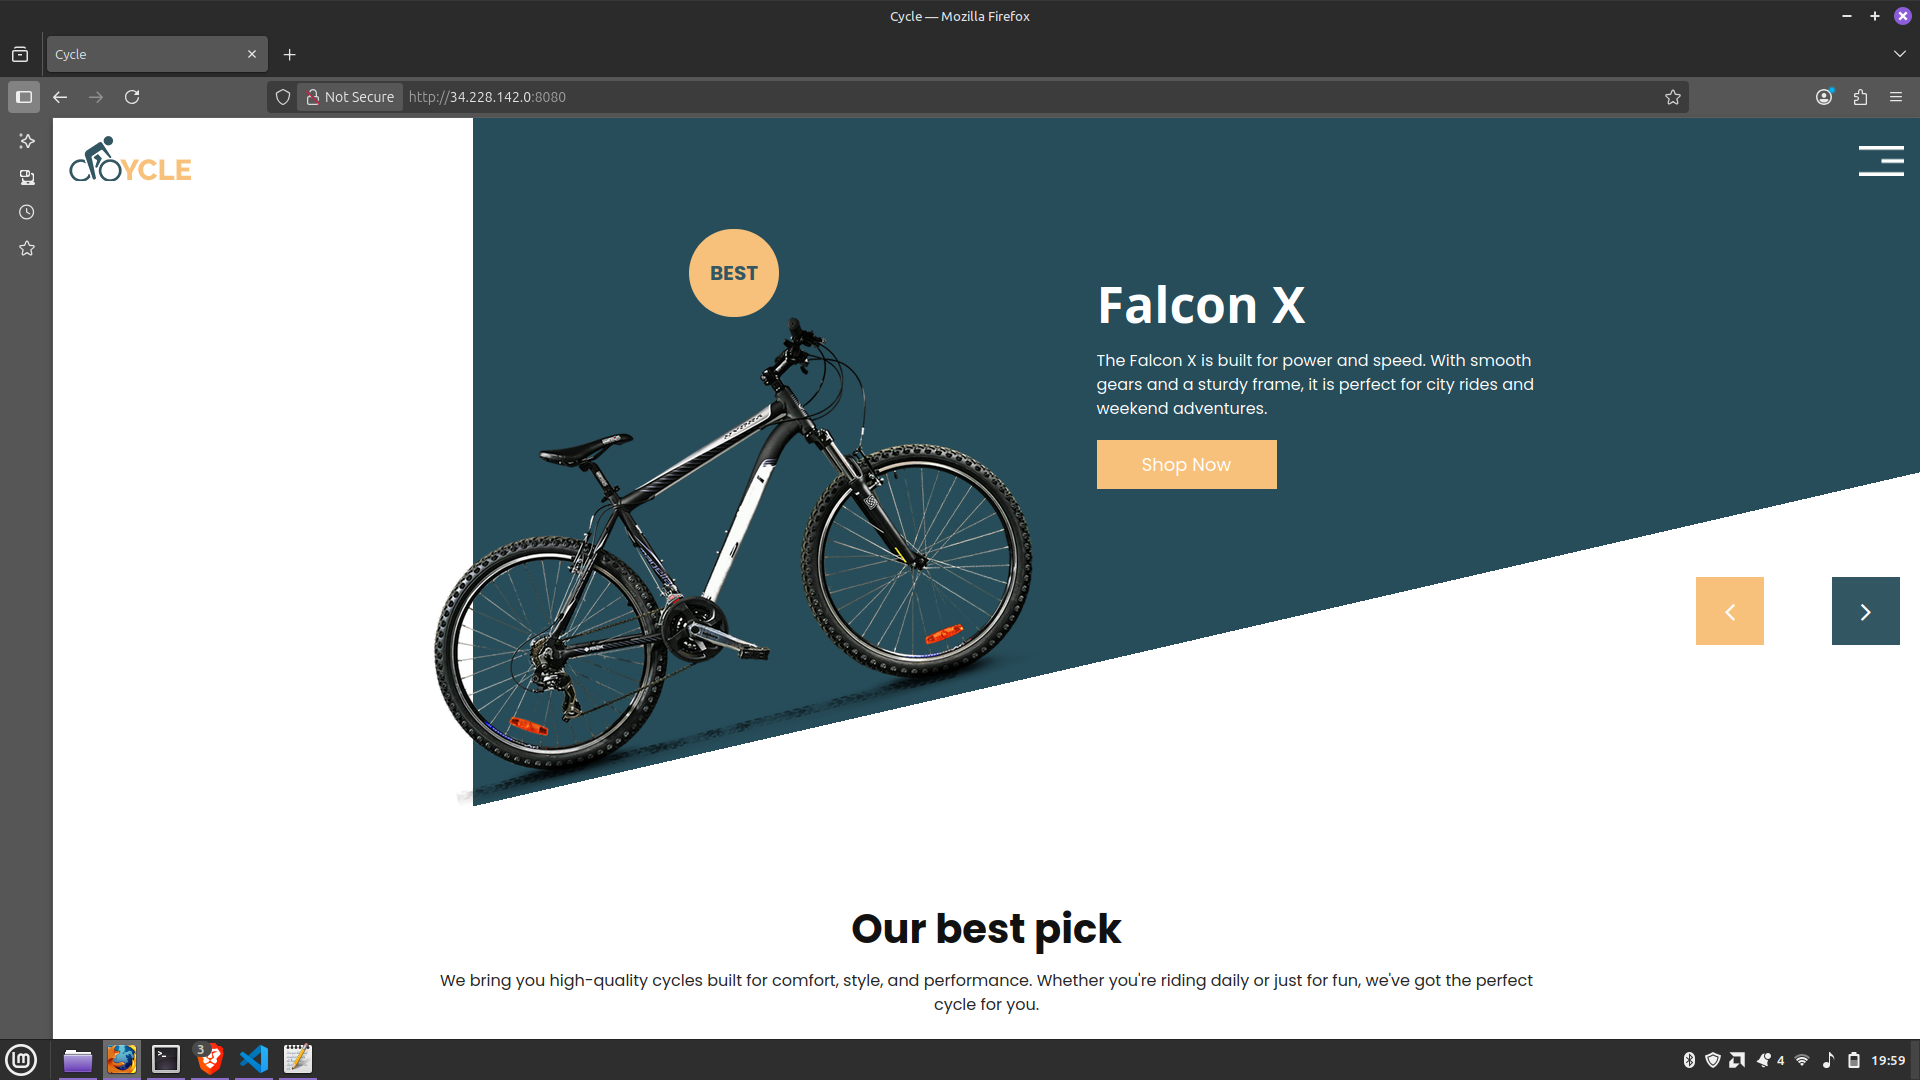 Cycle — Mozilla Firefox
Cycle
Not Secure
http://34.228.142.0:8080
CYCLE
BEST
Falcon X
The Falcon X is built for power and speed. With smooth
gears and a sturdy frame, it is perfect for city rides and
weekend adventures.
Shop Now
Our best pick
We bring you high-quality cycles built for comfort, style, and performance. Whether you're riding daily or just for fun, we've got the perfect
cycle for you.
3
4
19:59